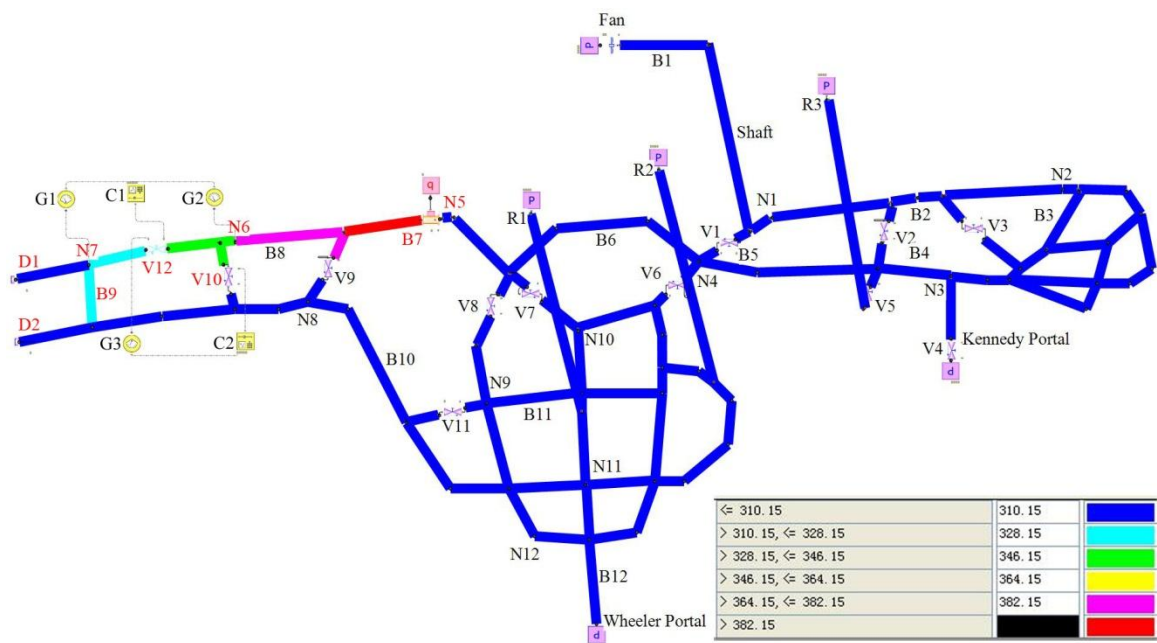 Fan
P
B1
P
R3
Shaft
R2
P
q
C1
G1
G2
P
R1
N5
N6
N7
B7
B8
V12
D1
V10
B9
V9
D2
G3
C2
N8
V8
V7
B6
V6
N4
V1
B5
N1
B2
N2
V3
B3
V2
B4
V5
N3
V4
Kennedy Portal
P
N10
B10
N9
B11
V11
N11
N12
B12
Wheeler Portal
P
<= 310.15 310.15
> 310.15, <= 328.15 328.15
> 328.15, <= 346.15 346.15
> 346.15, <= 364.15 364.15
> 364.15, <= 382.15 382.15
> 382.15